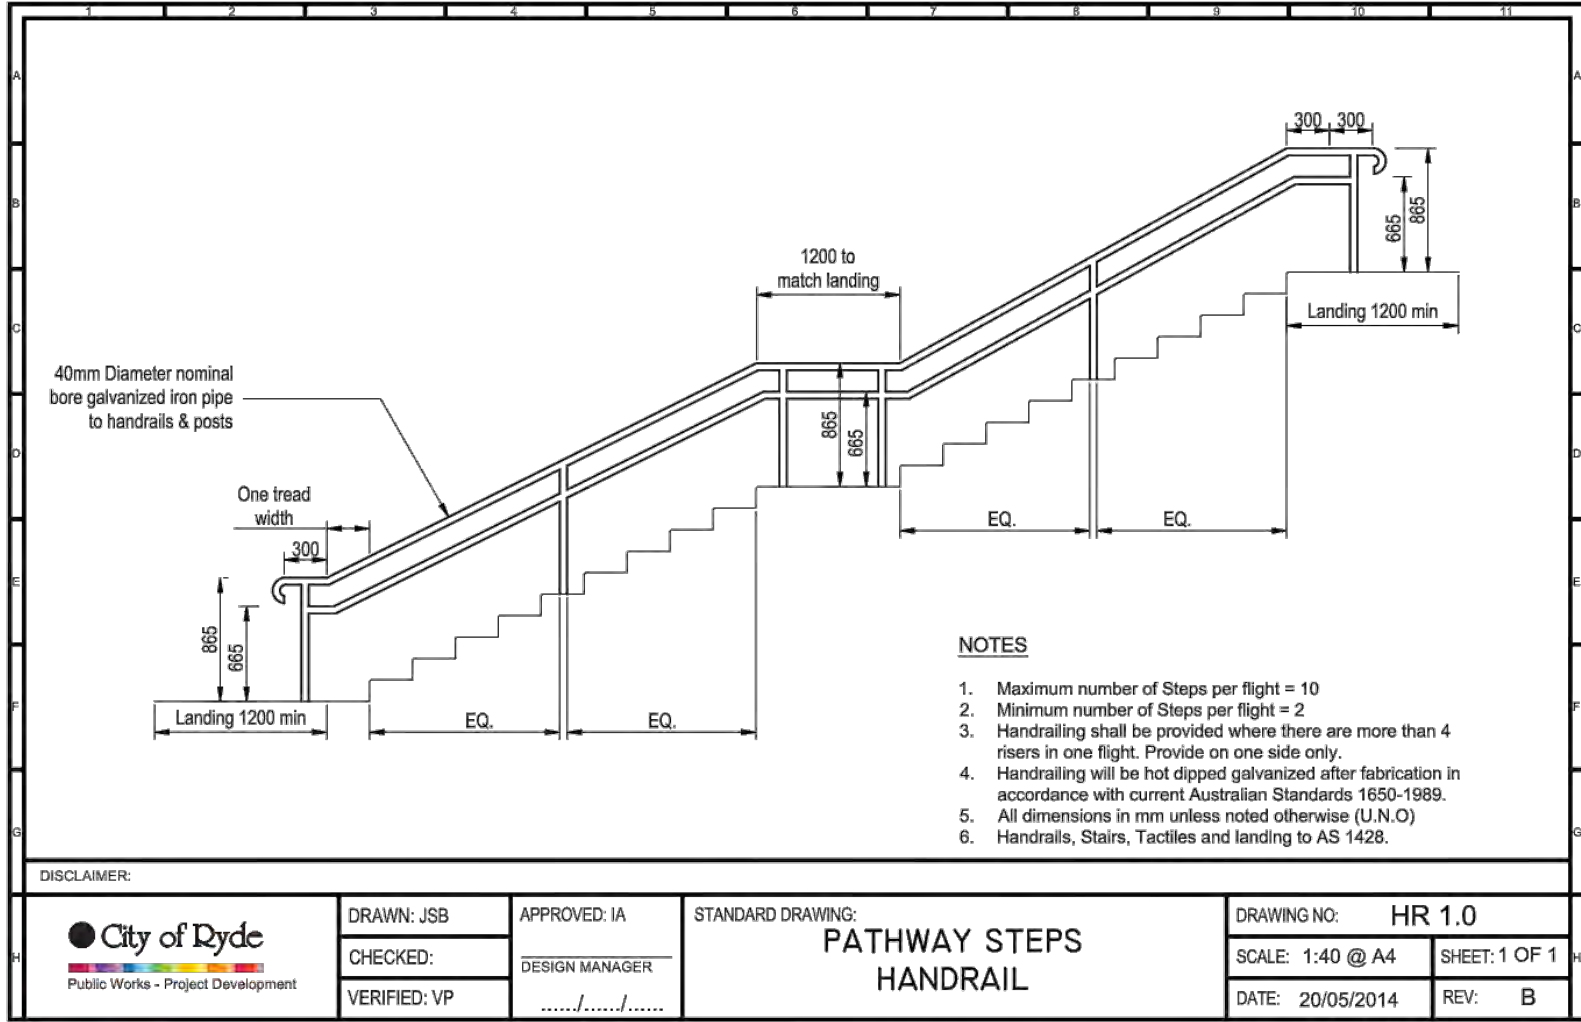 1 2 3 4 5 6 7 8 9 10 11
A A
B B
C C
D D
E E
F F
G G
H H
300 300
665
865
Landing 1200 min
1200 to
match landing
865
665
EQ. EQ.
40mm Diameter nominal
bore galvanized iron pipe
to handrails & posts
One tread
width
300
865
665
Landing 1200 min
EQ. EQ.
NOTES
1. Maximum number of Steps per flight = 10
2. Minimum number of Steps per flight = 2
3. Handrailing shall be provided where there are more than 4
risers in one flight. Provide on one side only.
4. Handrailing will be hot dipped galvanized after fabrication in
accordance with current Australian Standards 1650-1989.
5. All dimensions in mm unless noted otherwise (U.N.O)
6. Handrails, Stairs, Tactiles and landing to AS 1428.
DISCLAIMER:
City of Ryde
Public Works - Project Development
DRAWN: JSB
CHECKED:
VERIFIED: VP
APPROVED: IA
DESIGN MANAGER
....../....../......
STANDARD DRAWING:
PATHWAY STEPS
HANDRAIL
DRAWING NO: HR 1.0
SCALE: 1:40 @ A4
SHEET: 1 OF 1
DATE: 20/05/2014
REV: B